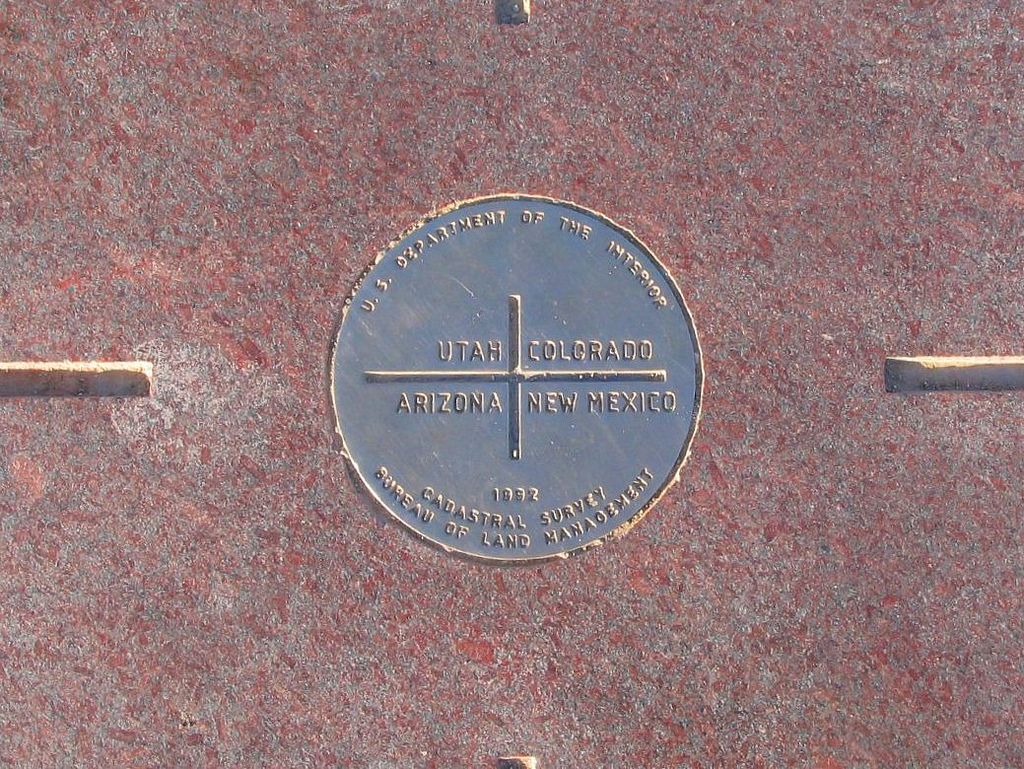 U. S. DEPARTMENT OF THE INTERIOR
UTAH COLORADO
ARIZONA NEW MEXICO
1992
CADASTRAL SURVEY
BUREAU OF LAND MANAGEMENT